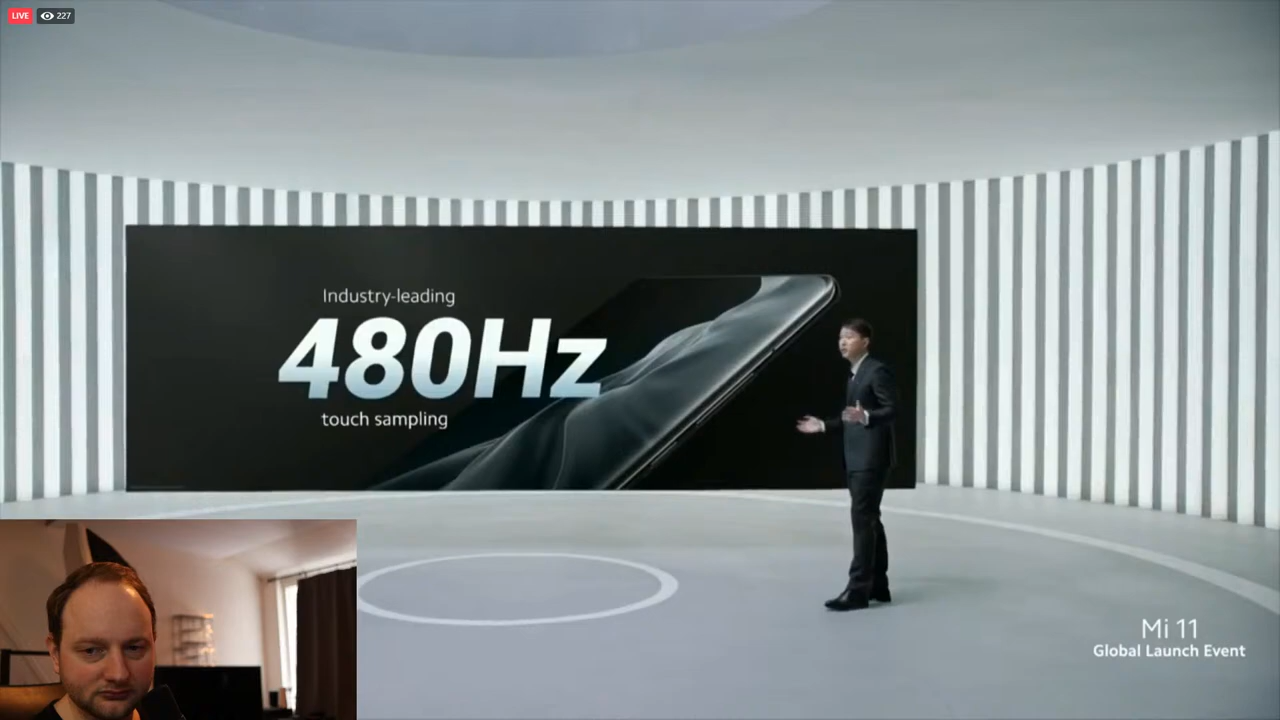 LIVE 227
Industry-leading
480Hz
touch sampling
Mi 11
Global Launch Event